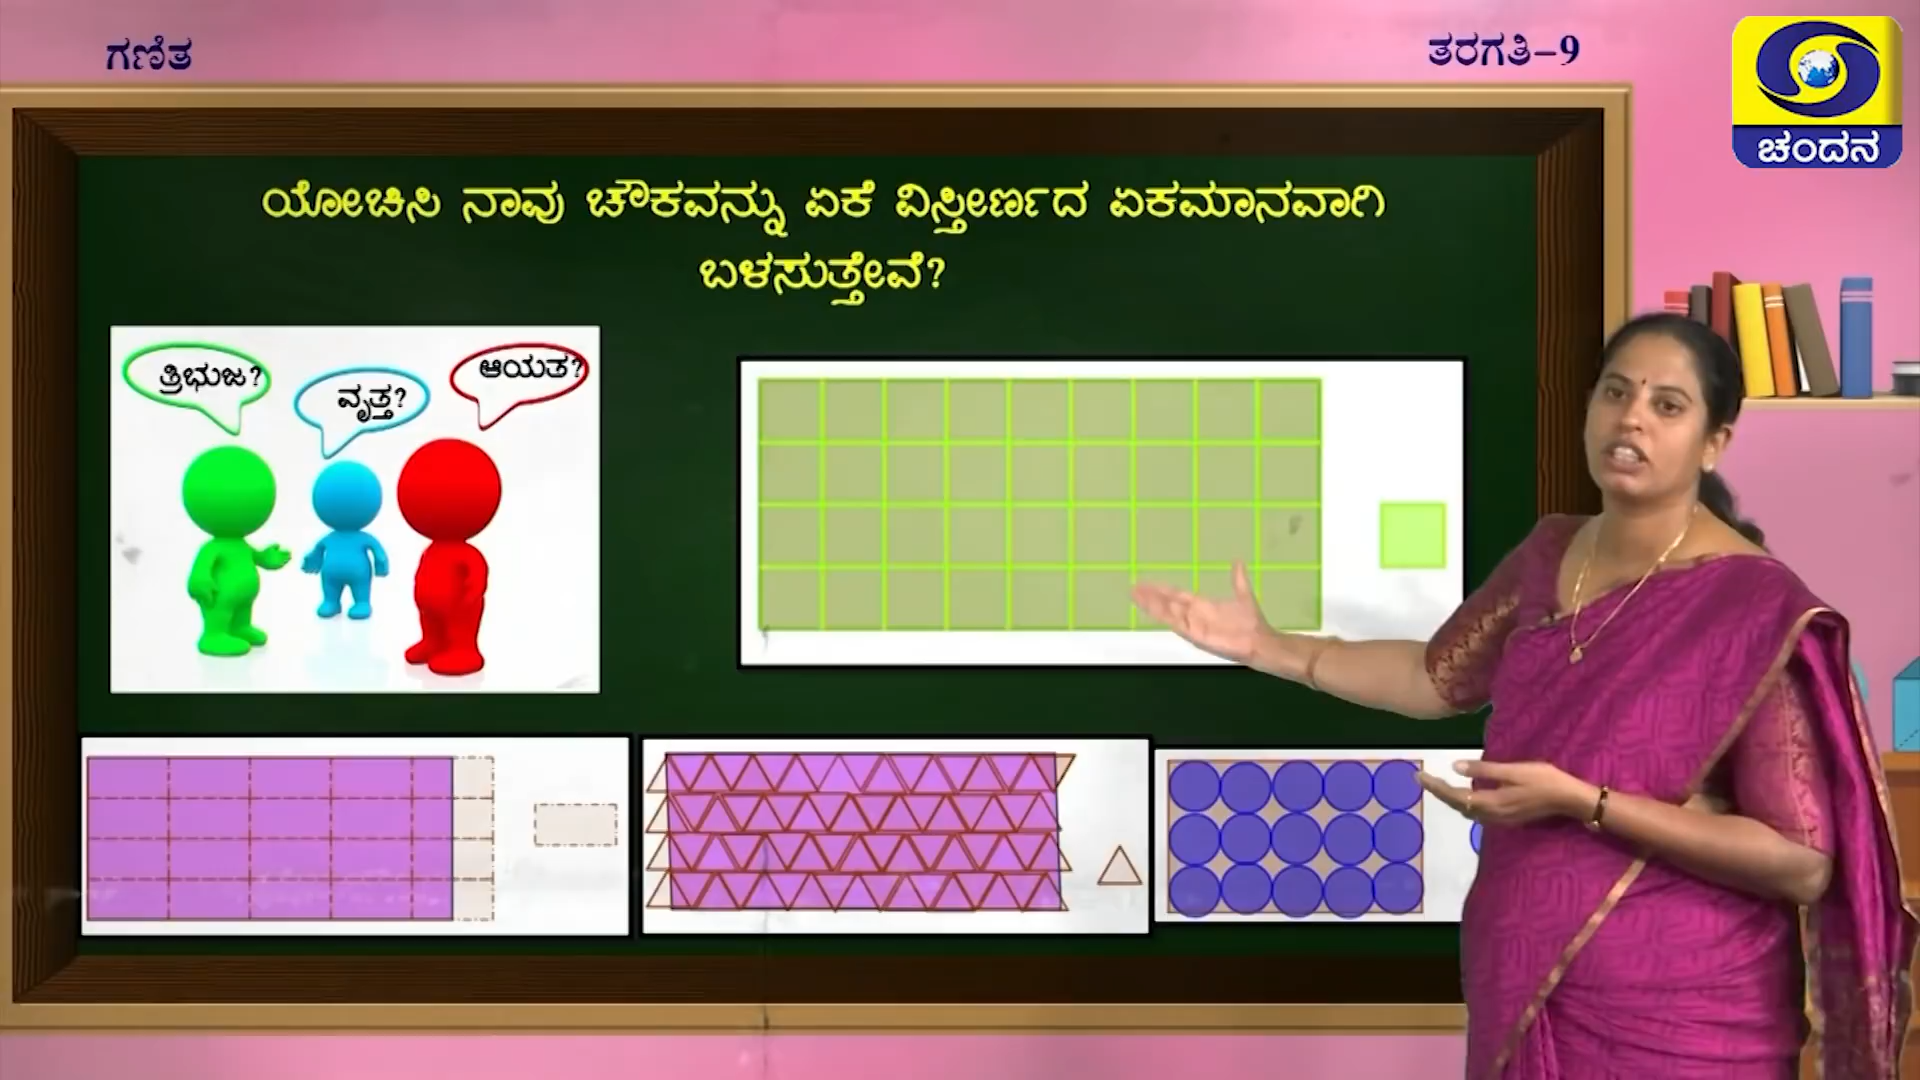 ಗಣಿತ
ತರಗತಿ–9
ಚಂದನ
ಯೋಚಿಸಿ ನಾವು ಚೌಕವನ್ನು ಏಕೆ ವಿಸ್ತೀರ್ಣದ ಏಕಮಾನವಾಗಿ
ಬಳಸುತ್ತೇವೆ?
ತ್ರಿಭುಜ?
ವೃತ್ತ?
ಆಯತ?